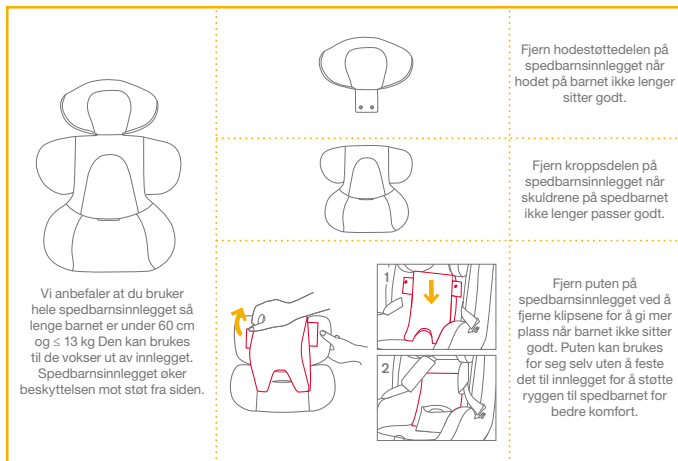 Vi anbefaler at du bruker
hele spedbarnsinnlegget så
lenge barnet er under 60 cm
og ≤ 13 kg Den kan brukes
til de vokser ut av innlegget.
Spedbarnsinnlegget øker
beskyttelsen mot støt fra siden.
Fjern hodestøttedelen på
spedbarnsinnlegget når
hodet på barnet ikke lenger
sitter godt.
Fjern kroppsdelen på
spedbarnsinnlegget når
skuldrene på spedbarnet
ikke lenger passer godt.
1
2
Fjern puten på
spedbarnsinnlegget ved å
fjerne klipsene for å gi mer
plass når barnet ikke sitter
godt. Puten kan brukes
for seg selv uten å feste
det til innlegget for å støtte
ryggen til spedbarnet for
bedre komfort.